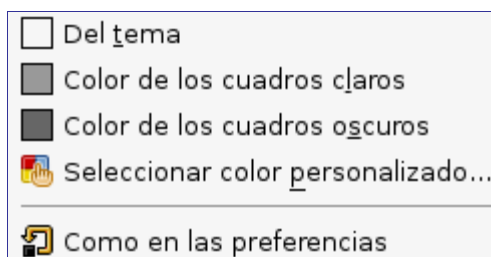 Del tema
Color de los cuadros claros
Color de los cuadros oscuros
Seleccionar color personalizado...
Como en las preferencias